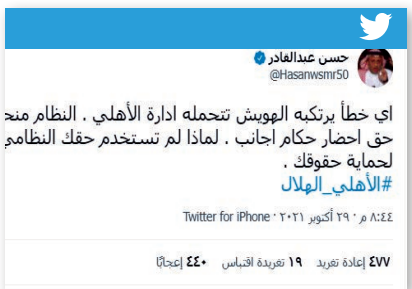 حسن عبدالقادر
@Hasanwsmr50
اي خطأ يرتكبه الهويش تتحمله ادارة الأهلي . النظام
حق احضار حكام اجانب . لماذا لم تستخدم حقك
لحماية حقوقك .
#الأهلي_الهلال
٨:٤٤ م · ٢٩ أكتوبر ٢٠٢١ · Twitter for iPhone
٤٧٧ إعادة تغريد ١٩ تغريدة اقتباس ٤٤٠ إعجابًا